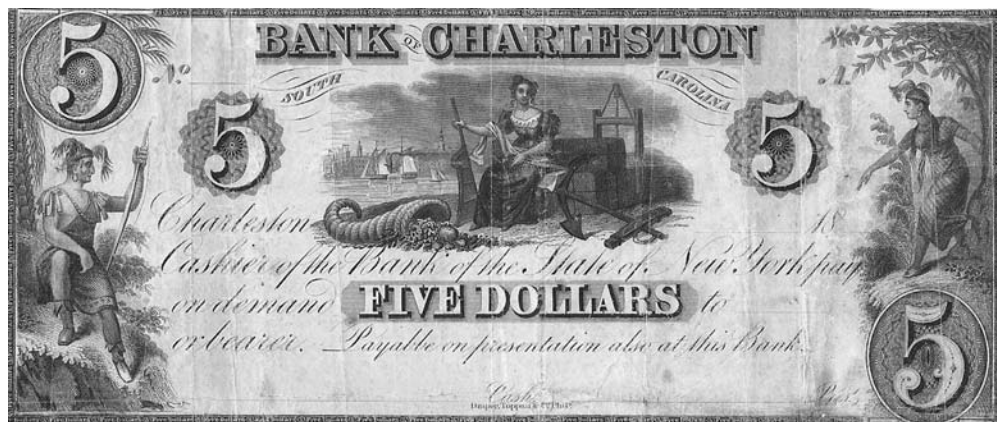 5
BANK OF CHARLESTON
No.
A.
SOUTH CAROLINA
5
5
Charleston 18
Cashier of the Bank of the State of New York pay
on demand FIVE DOLLARS to
or bearer. Payable on presentation also at this Bank.
Cash.
Pres.
5